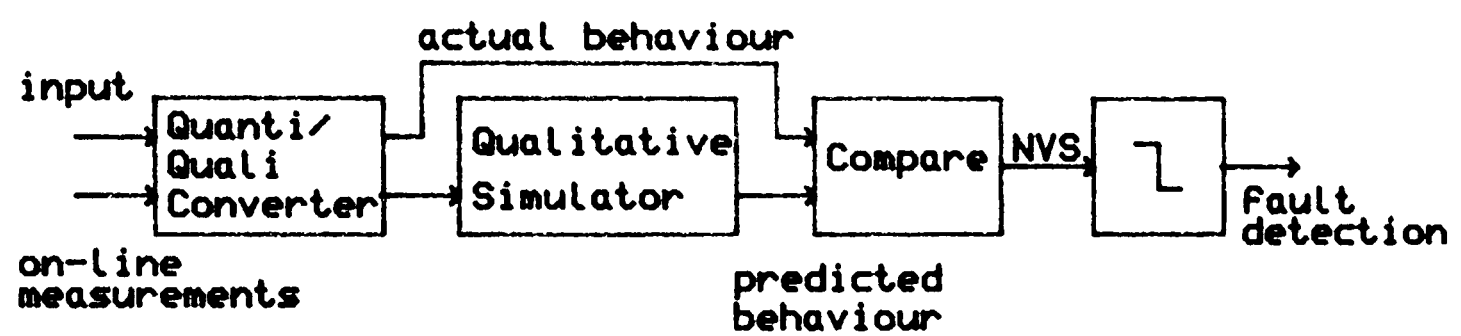 actual behaviour
input
Quanti/
Quali
Converter
Qualitative
Simulator
Compare
NVS
fault
detection
on-line
measurements
predicted
behaviour